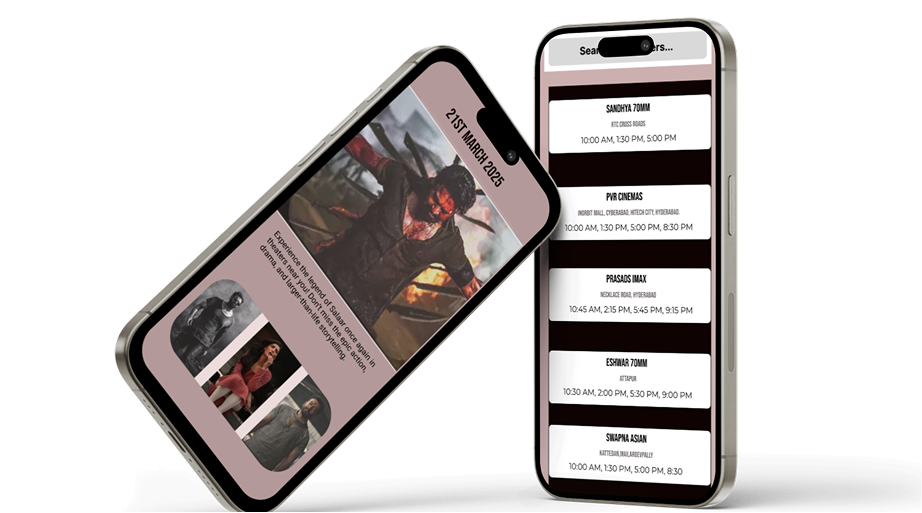 21ST MARCH 2025
Experience the legend of Salaar once again in
theaters near you! Don't miss the epic action,
drama, and larger-than-life storytelling.
SANDHYA 70MM
RTC CROSS ROADS
10:00 AM, 1:30 PM, 5:00 PM
PVR CINEMAS
INORBIT MALL, CYBERABAD, HITECH CITY, HYDERABAD.
10:00 AM, 1:30 PM, 5:00 PM, 8:30 PM
PRASADS IMAX
NECKLACE ROAD, HYDERABAD
10:45 AM, 2:15 PM, 5:45 PM, 9:15 PM
ESHWAR 70MM
ATTAPUR
10:30 AM, 2:00 PM, 5:30 PM, 9:00 PM
SWAPNA ASIAN
KATTEDAN,MAILARDEVPALLY
10:00 AM, 1:30 PM, 5:00 PM, 8:30